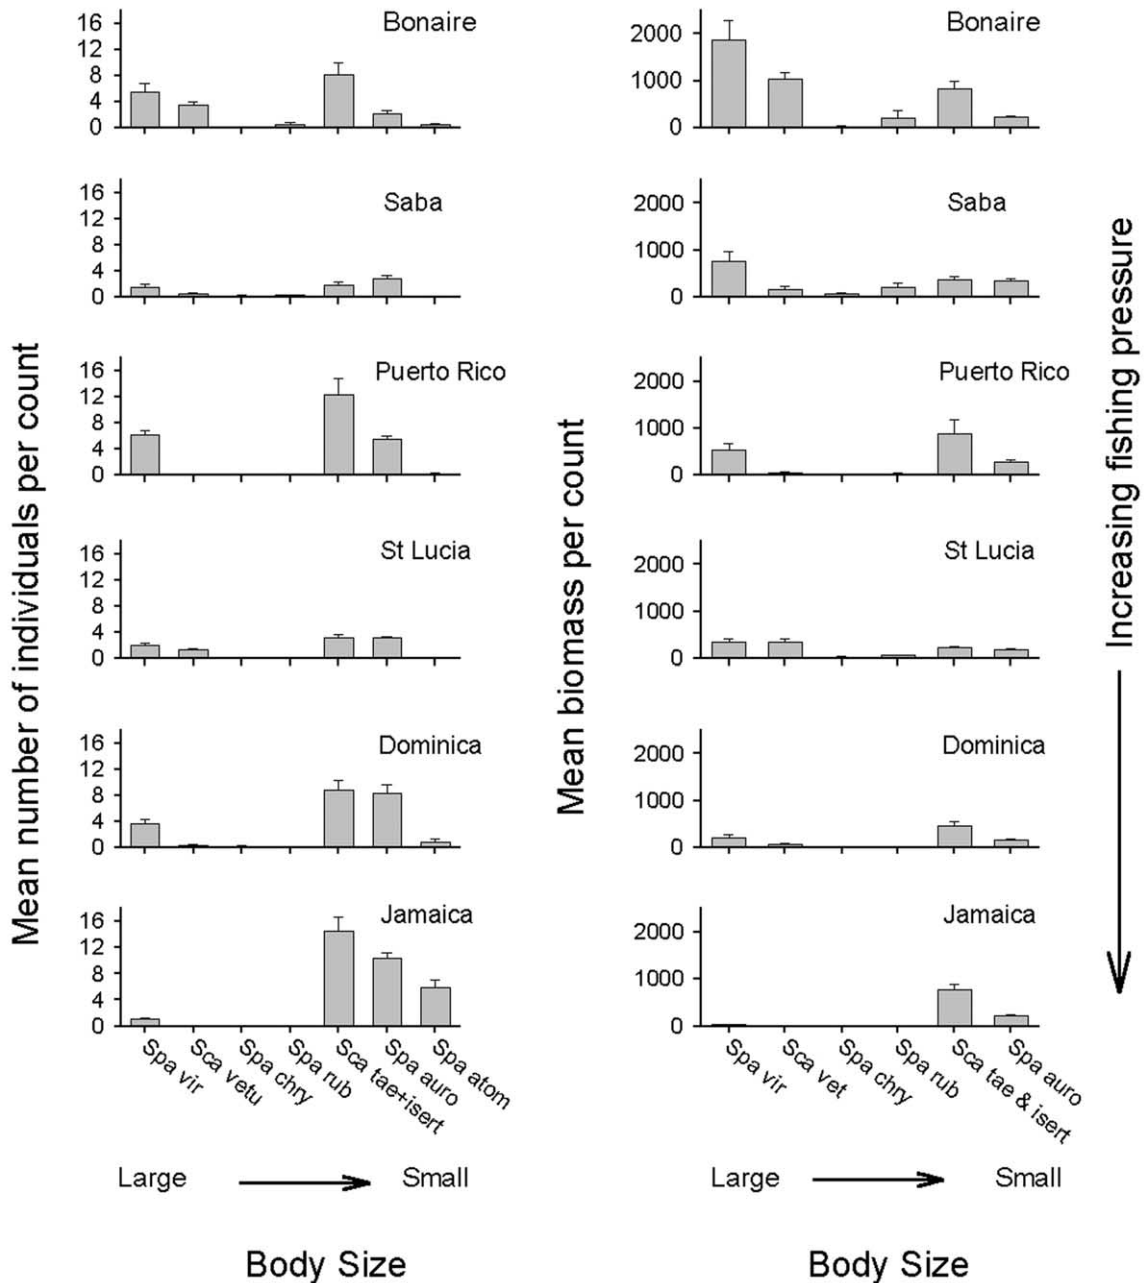 Mean number of individuals per count
Bonaire
16
12
8
4
0
Saba
16
12
8
4
0
Puerto Rico
16
12
8
4
0
St Lucia
16
12
8
4
0
Dominica
16
12
8
4
0
Jamaica
16
12
8
4
0
Spa vir
Sca vetu
Spa chry
Spa rub
Sca tae+isert
Spa auro
Spa atom
Large
Small
Body Size
Mean biomass per count
Bonaire
2000
1000
0
Saba
2000
1000
0
Puerto Rico
2000
1000
0
St Lucia
2000
1000
0
Dominica
2000
1000
0
Jamaica
2000
1000
0
Spa vir
Sca vet
Spa chry
Spa rub
Sca tae & isert
Spa auro
Large
Small
Body Size
Increasing fishing pressure